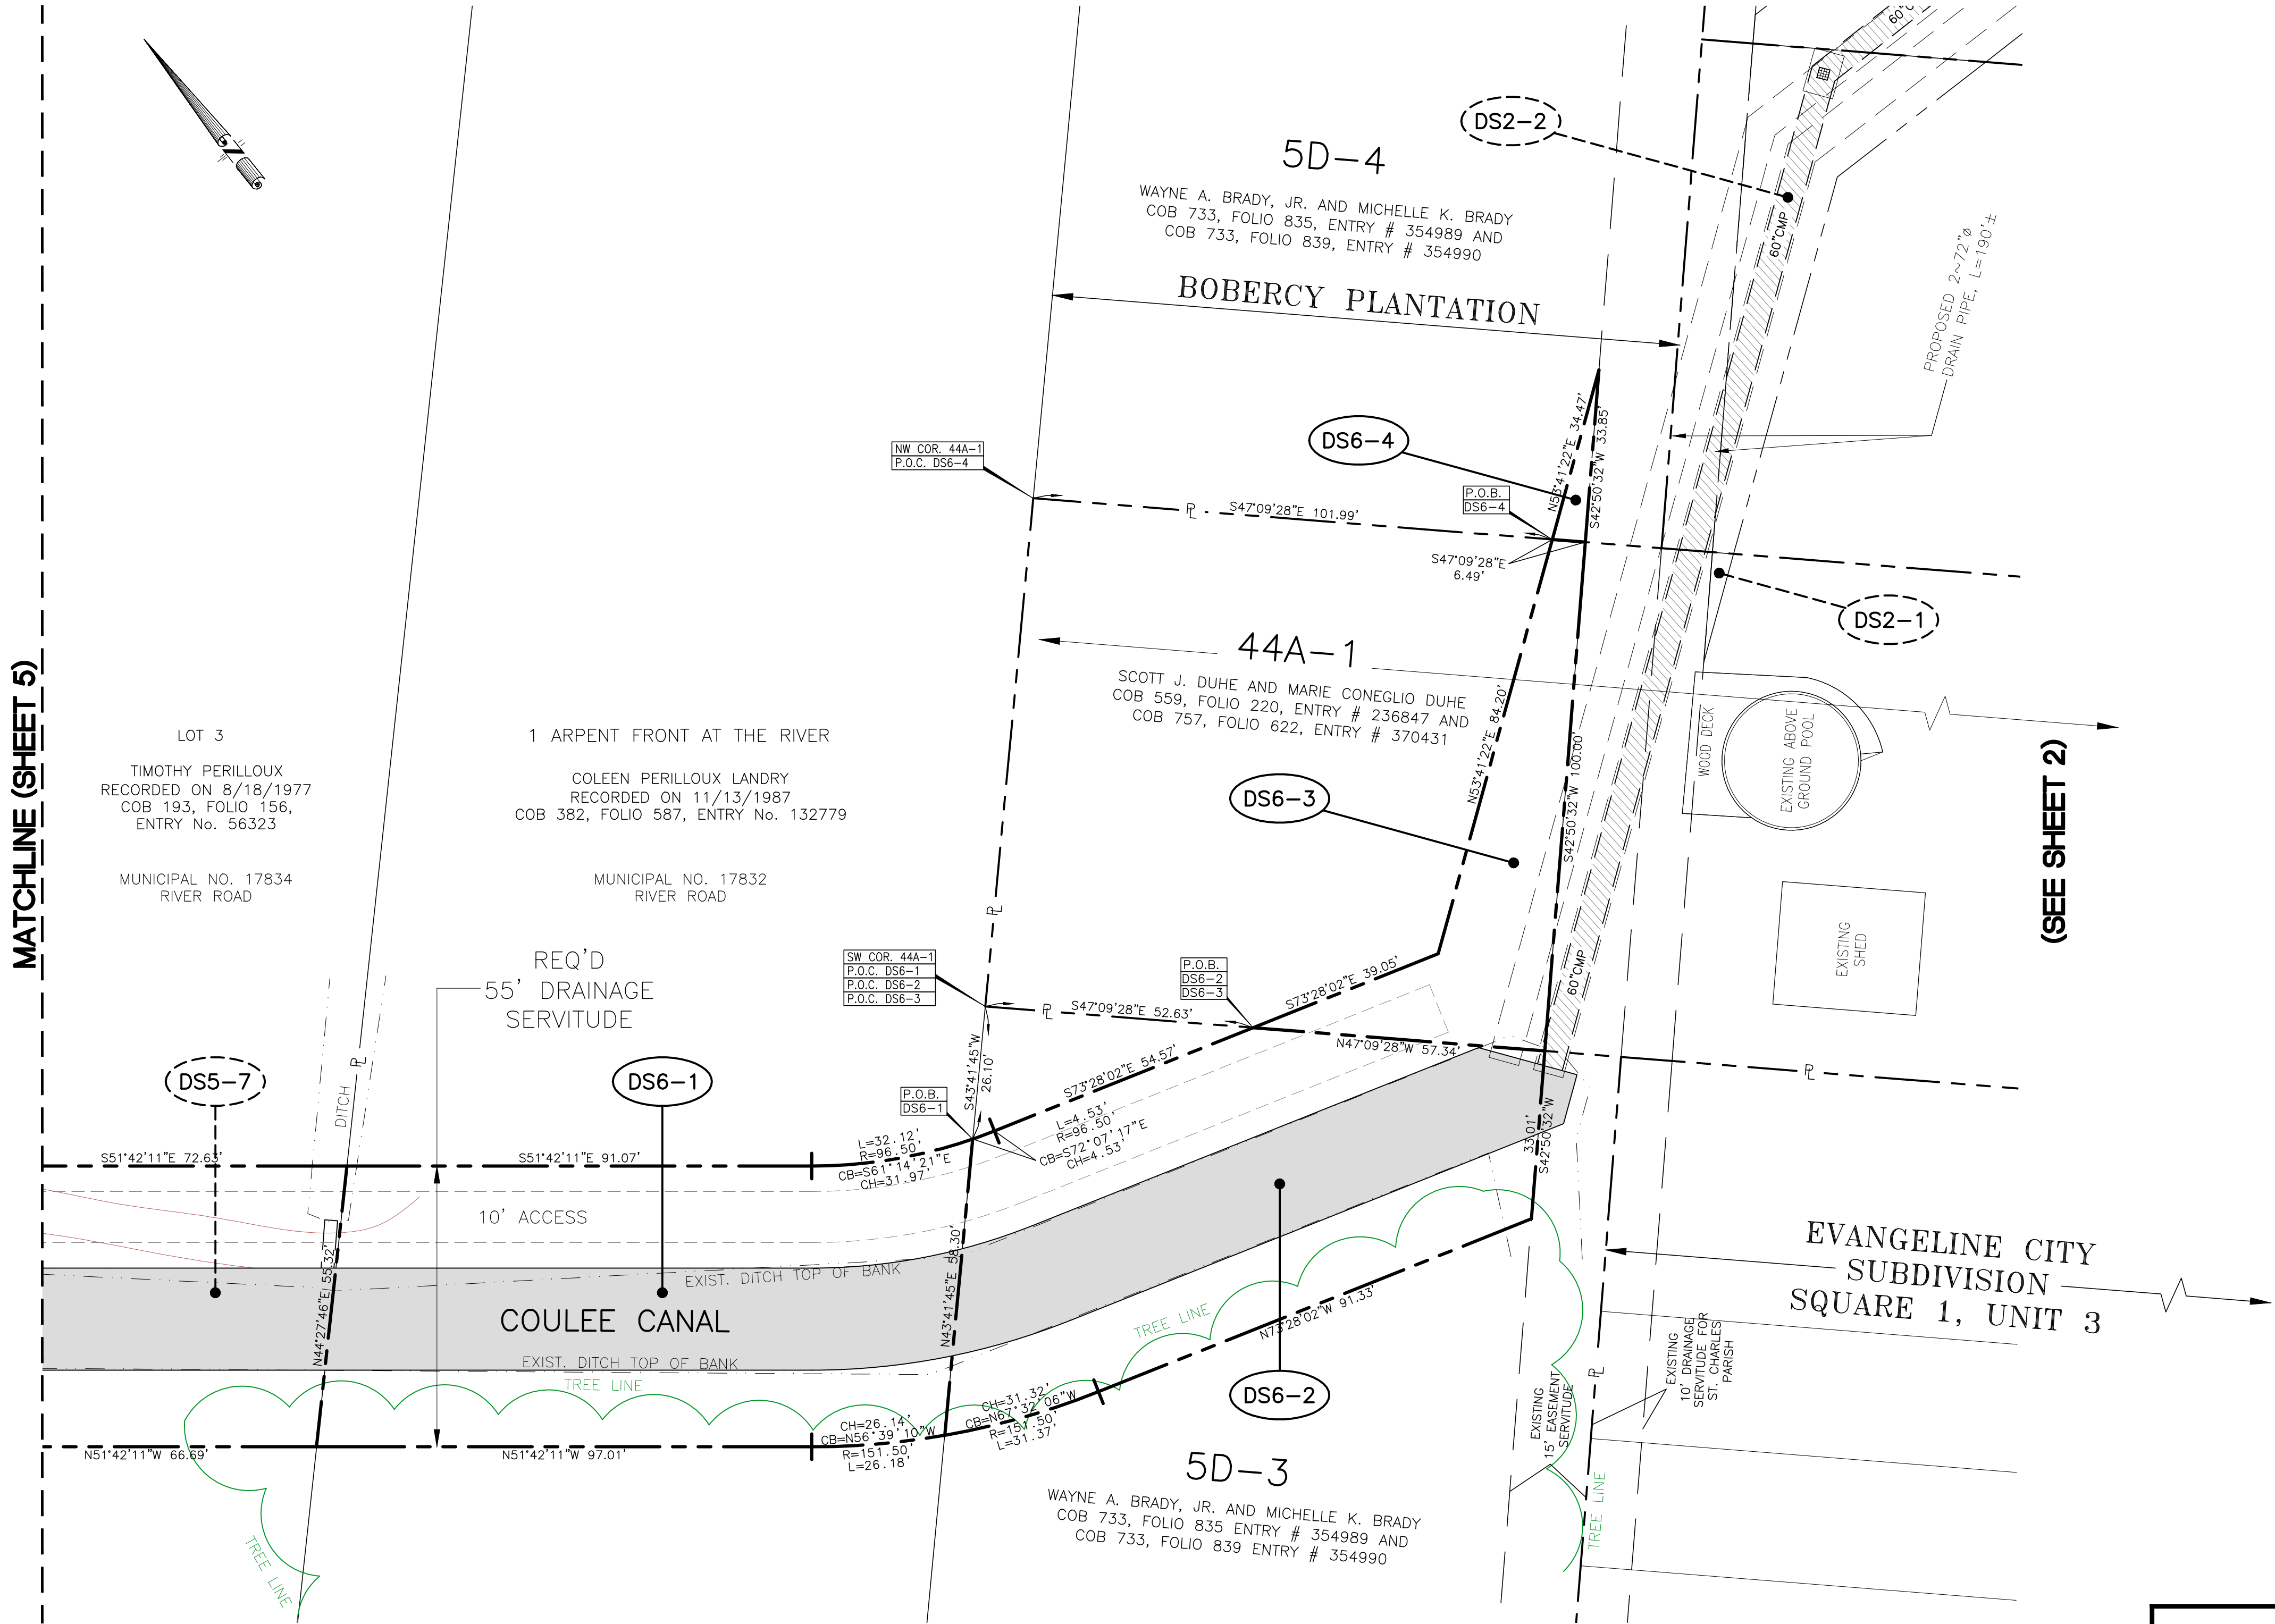 MATCHLINE (SHEET 5)
N
60"C
DS2-2
5D-4
WAYNE A. BRADY, JR. AND MICHELLE K. BRADY
COB 733, FOLIO 835, ENTRY # 354989 AND
COB 733, FOLIO 839, ENTRY # 354990
BOBERCY PLANTATION
60"CMP
PROPOSED 2~72"ø
DRAIN PIPE, L=190'±
NW COR. 44A-1
P.O.C. DS6-4
DS6-4
N53°41'22"E 34.47'
S42°50'32"W 33.85'
P.O.B.
DS6-4
S47°09'28"E 101.99'
S47°09'28"E
6.49'
DS2-1
44A-1
SCOTT J. DUHE AND MARIE CONEGLIO DUHE
COB 559, FOLIO 220, ENTRY # 236847 AND
COB 757, FOLIO 622, ENTRY # 370431
N53°41'22"E 84.20'
S42°50'32"W 100.00'
WOOD DECK
EXISTING ABOVE
GROUND POOL
(SEE SHEET 2)
LOT 3
TIMOTHY PERILLOUX
RECORDED ON 8/18/1977
COB 193, FOLIO 156,
ENTRY No. 56323
MUNICIPAL NO. 17834
RIVER ROAD
1 ARPENT FRONT AT THE RIVER
COLEEN PERILLOUX LANDRY
RECORDED ON 11/13/1987
COB 382, FOLIO 587, ENTRY No. 132779
MUNICIPAL NO. 17832
RIVER ROAD
DS6-3
EXISTING
SHED
REQ'D
55' DRAINAGE
SERVITUDE
SW COR. 44A-1
P.O.C. DS6-1
P.O.C. DS6-2
P.O.C. DS6-3
P.O.B.
DS6-2
DS6-3
S47°09'28"E 52.63'
S73°28'02"E 39.05'
60"CMP
N47°09'28"W 57.34'
S43°41'45"W
26.10'
S73°28'02"E 54.57'
DS5-7
DITCH
DS6-1
P.O.B.
DS6-1
L=4.53'
R=96.50'
CB=S72°07'17"E
CH=4.53'
L=32.12'
R=96.50'
CB=S61°14'21"E
CH=31.97'
33.01'
S42°50'32"W
S51°42'11"E 72.63'
S51°42'11"E 91.07'
10' ACCESS
N44°27'46"E 55.32'
EXIST. DITCH TOP OF BANK
N43°41'45"E 58.30'
COULEE CANAL
EXIST. DITCH TOP OF BANK
TREE LINE
TREE LINE
N73°28'02"W 91.33'
EVANGELINE CITY
SUBDIVISION
SQUARE 1, UNIT 3
EXISTING
10' DRAINAGE
SERVITUDE FOR
ST. CHARLES
PARISH
EXISTING
15' EASEMENT
SERVITUDE
DS6-2
CH=31.32'
CB=N67°32'06"W
R=151.50'
L=31.37'
CH=26.14'
CB=N56°39'10"W
R=151.50'
L=26.18'
N51°42'11"W 66.69'
N51°42'11"W 97.01'
5D-3
WAYNE A. BRADY, JR. AND MICHELLE K. BRADY
COB 733, FOLIO 835 ENTRY # 354989 AND
COB 733, FOLIO 839 ENTRY # 354990
TREE LINE
TREE LINE